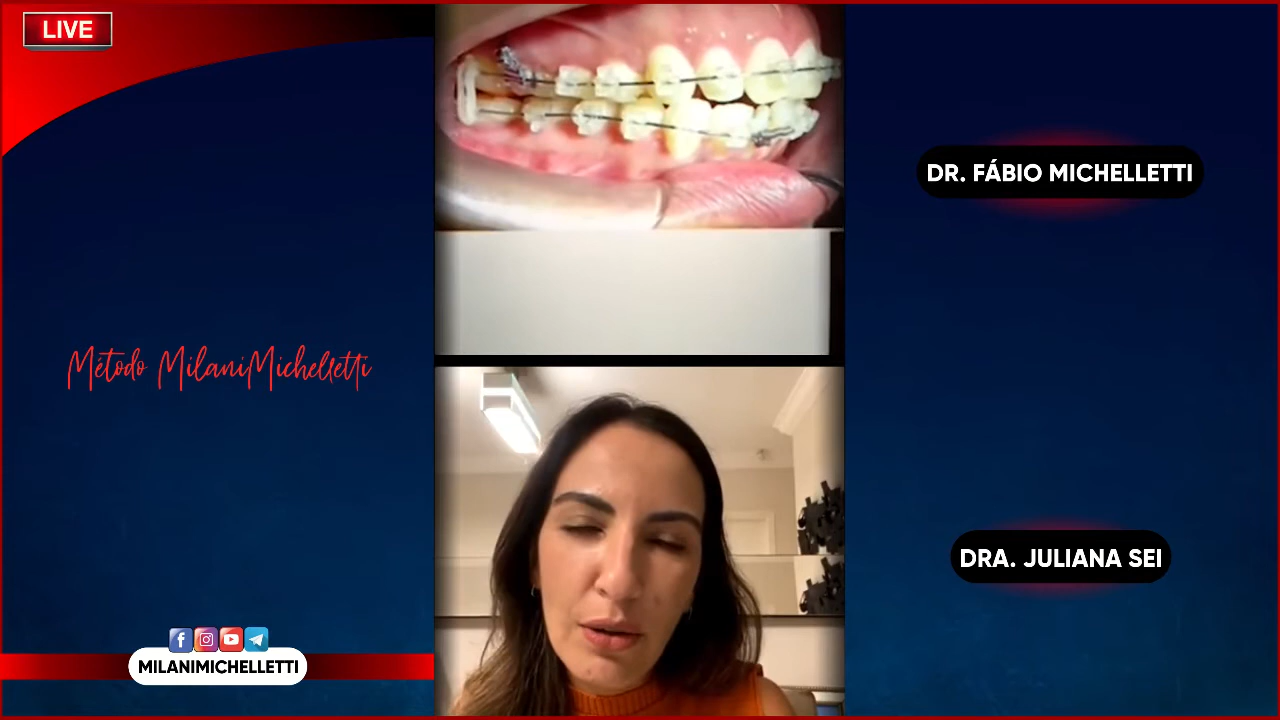 LIVE
DR. FÁBIO MICHELLETTI
Método MilaniMichelletti
DRA. JULIANA SEI
MILANIMICHELLETTI